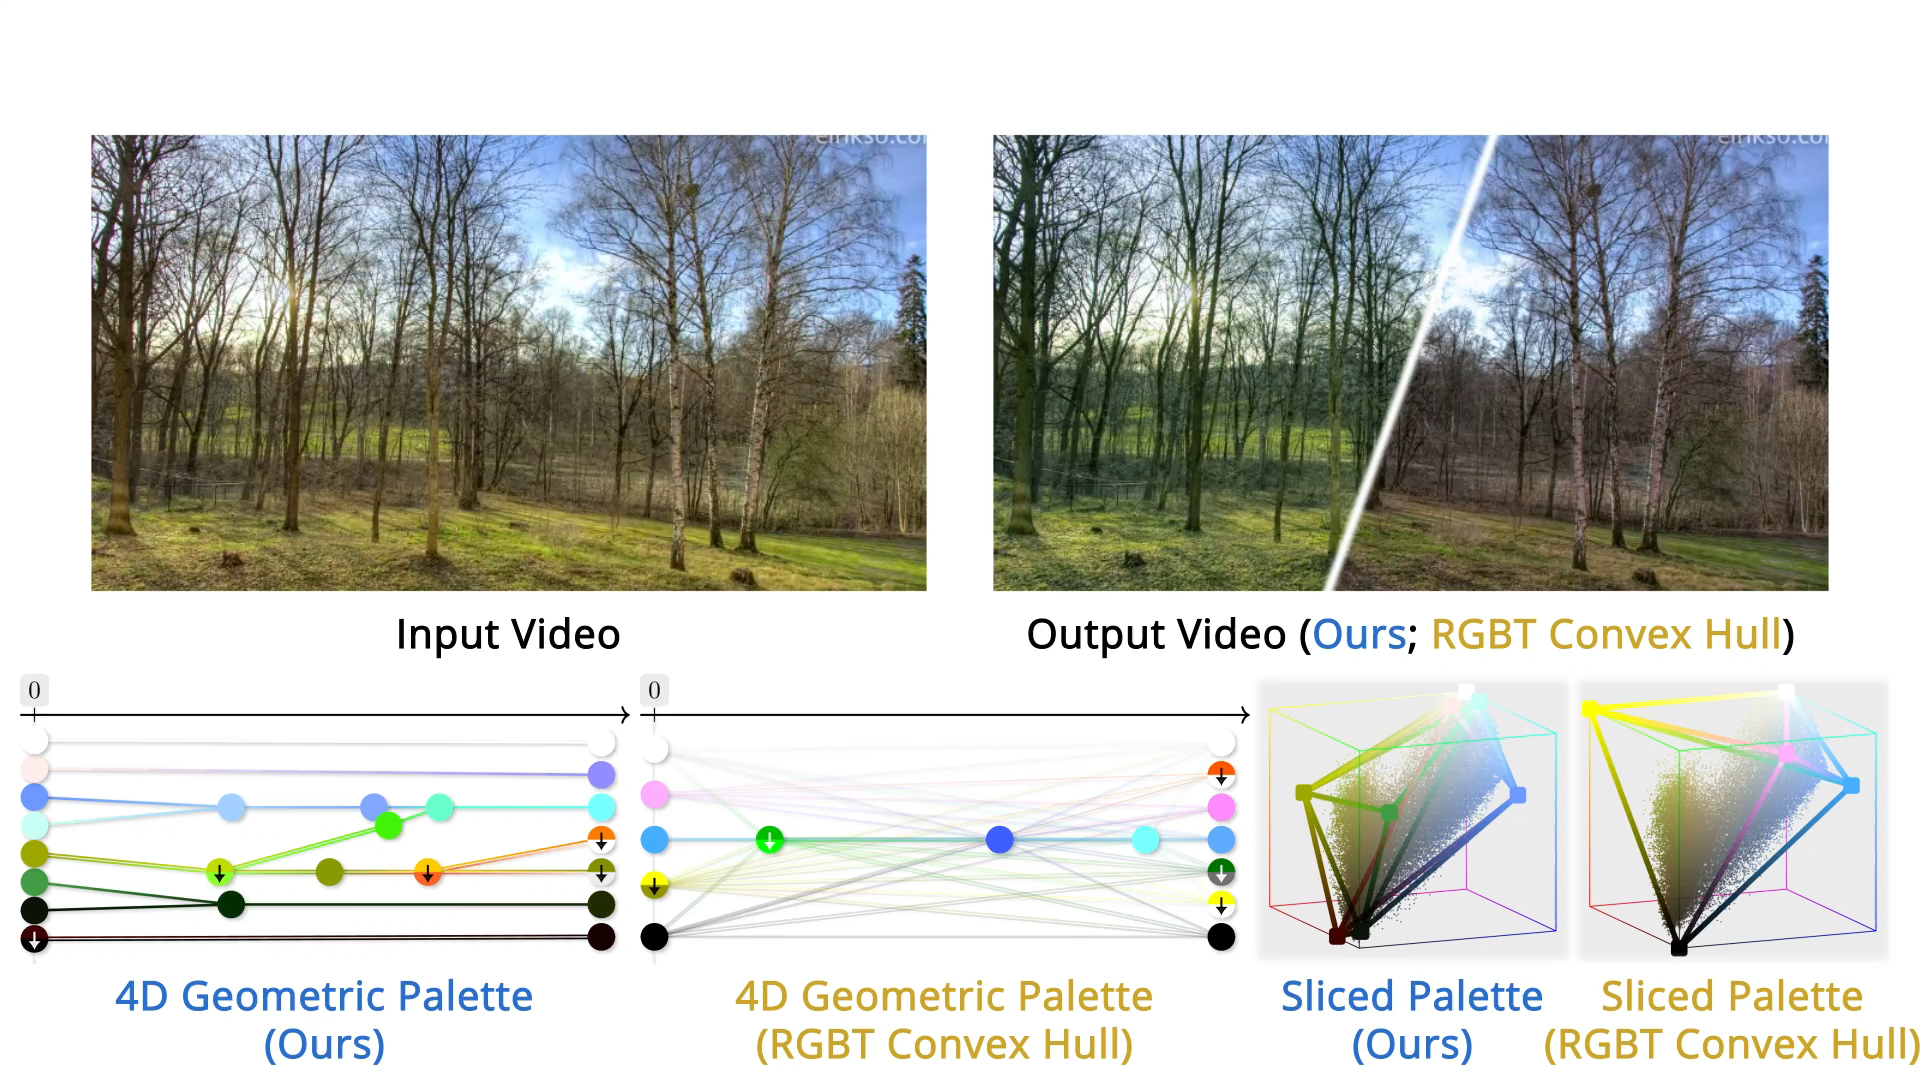 Input Video
Output Video (Ours; RGBT Convex Hull)
0
0
4D Geometric Palette
(Ours)
4D Geometric Palette
(RGBT Convex Hull)
Sliced Palette
(Ours)
Sliced Palette
(RGBT Convex Hull)